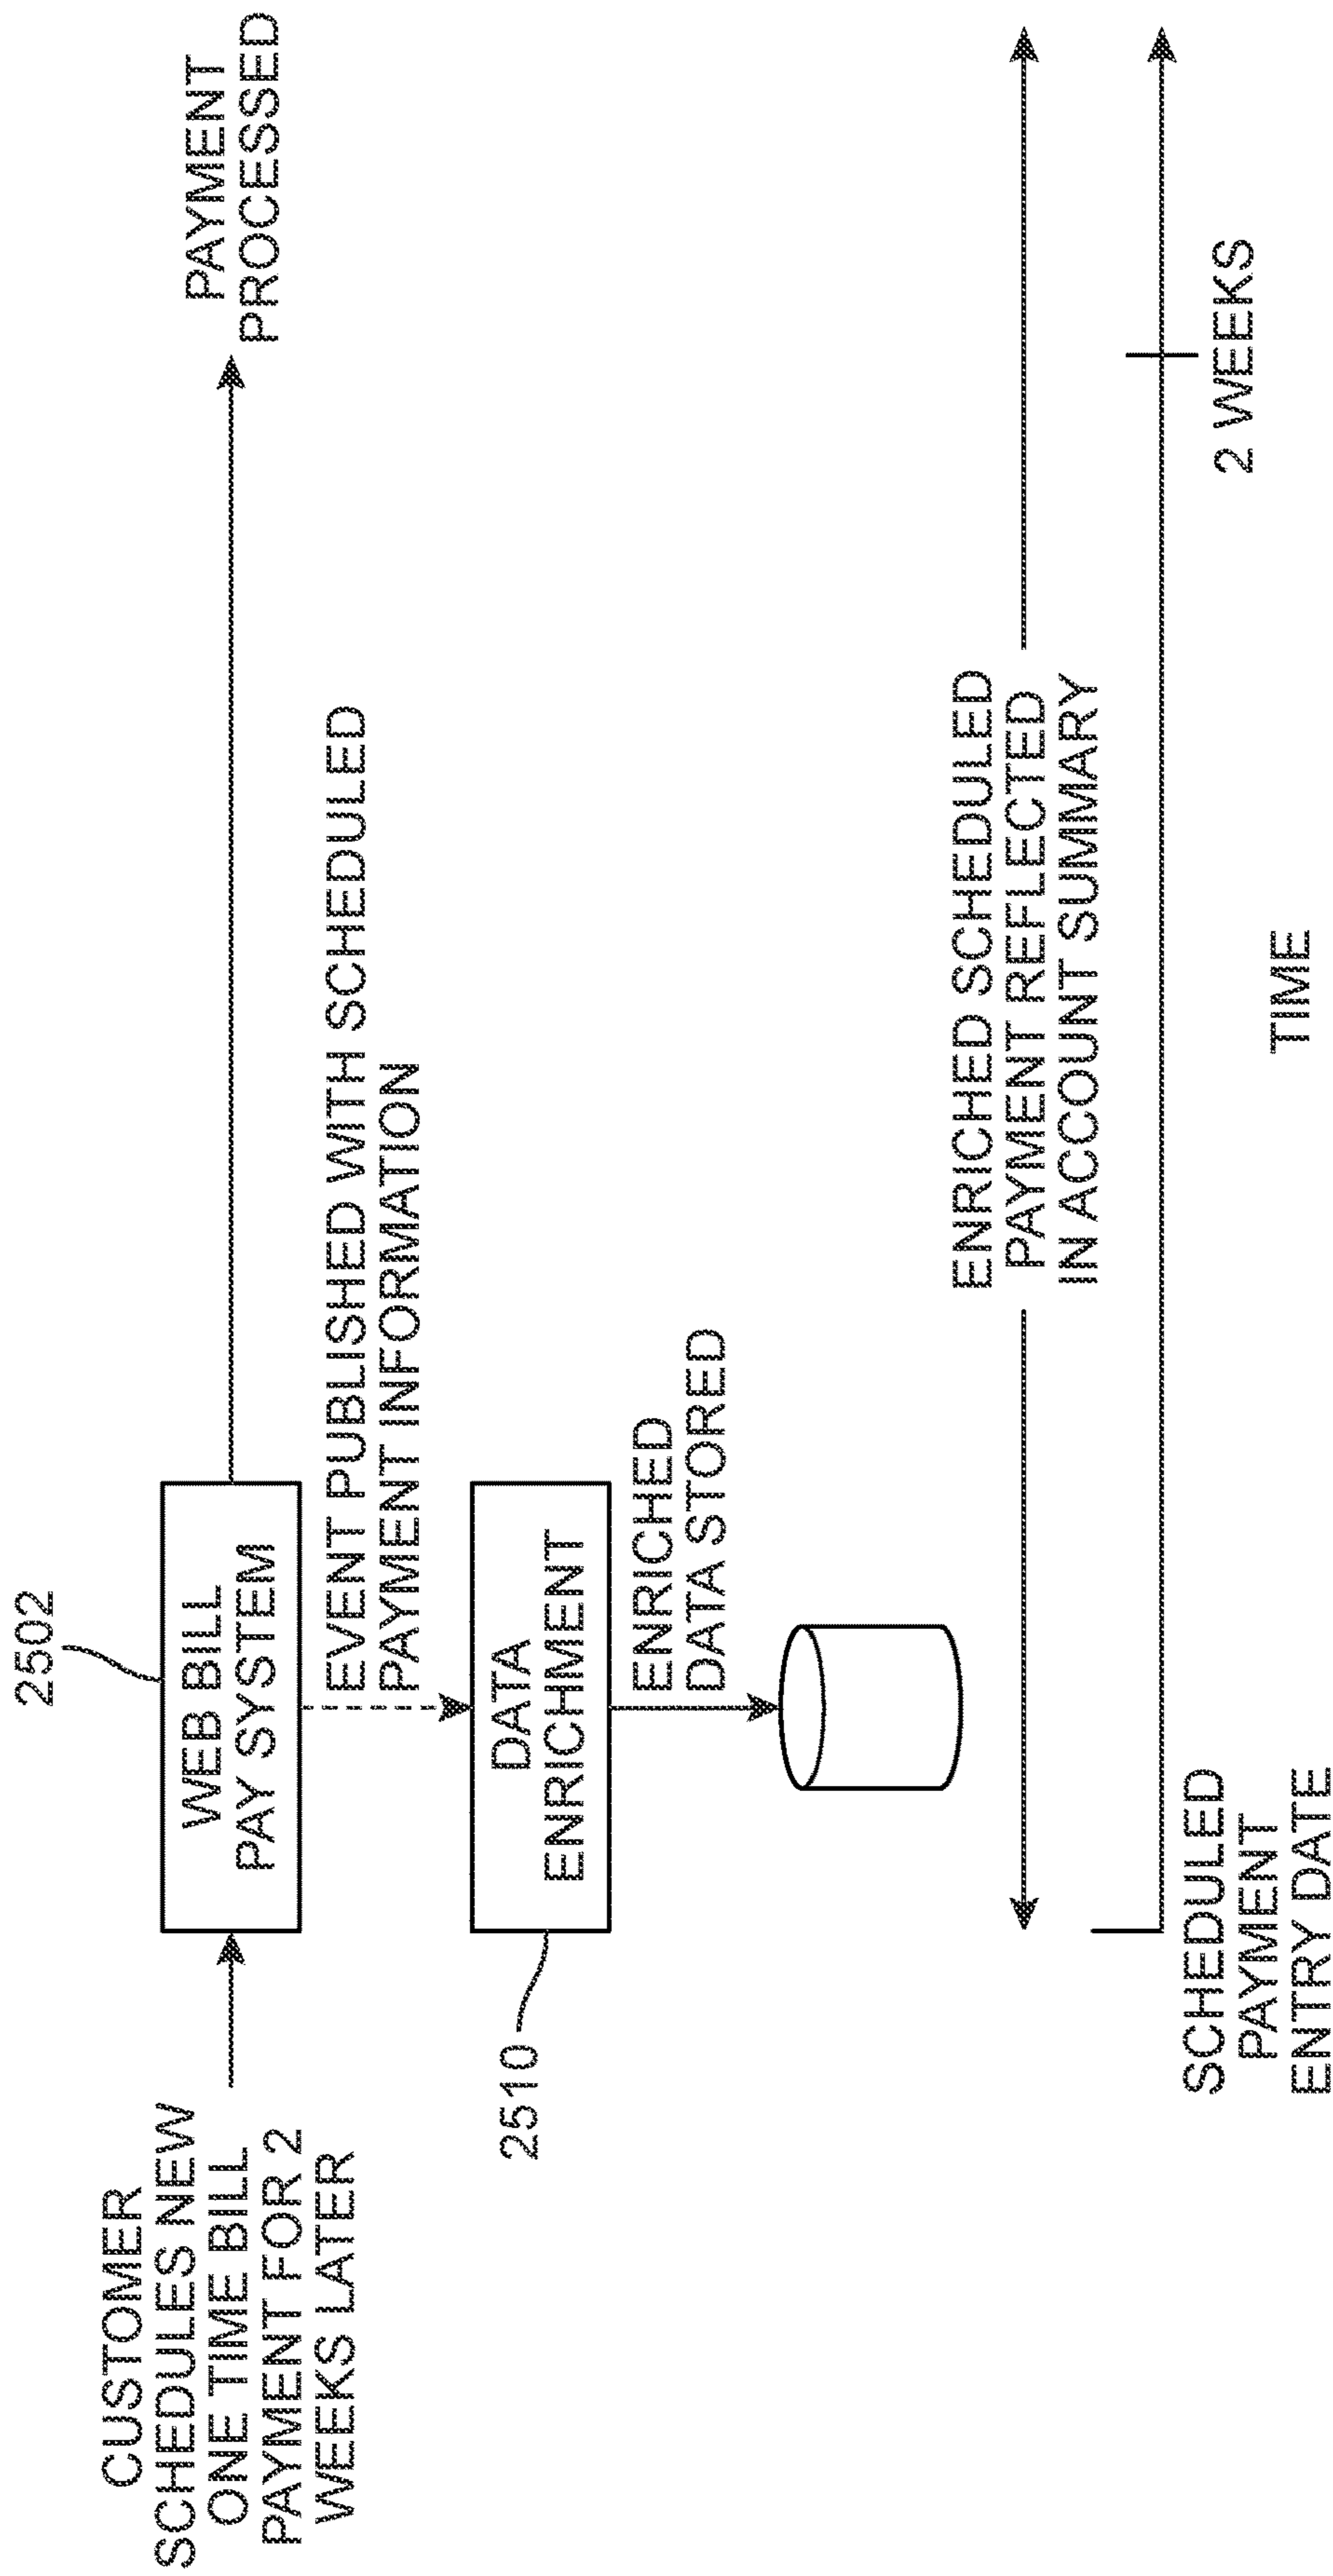 CUSTOMER
SCHEDULES NEW
ONE TIME BILL
PAYMENT FOR 2
WEEKS LATER
2502
WEB BILL
PAY SYSTEM
PAYMENT
PROCESSED
EVENT PUBLISHED WITH SCHEDULED
PAYMENT INFORMATION
2510
DATA
ENRICHMENT
ENRICHED
DATA STORED
ENRICHED SCHEDULED
PAYMENT REFLECTED
IN ACCOUNT SUMMARY
SCHEDULED
PAYMENT
ENTRY DATE
2 WEEKS
TIME